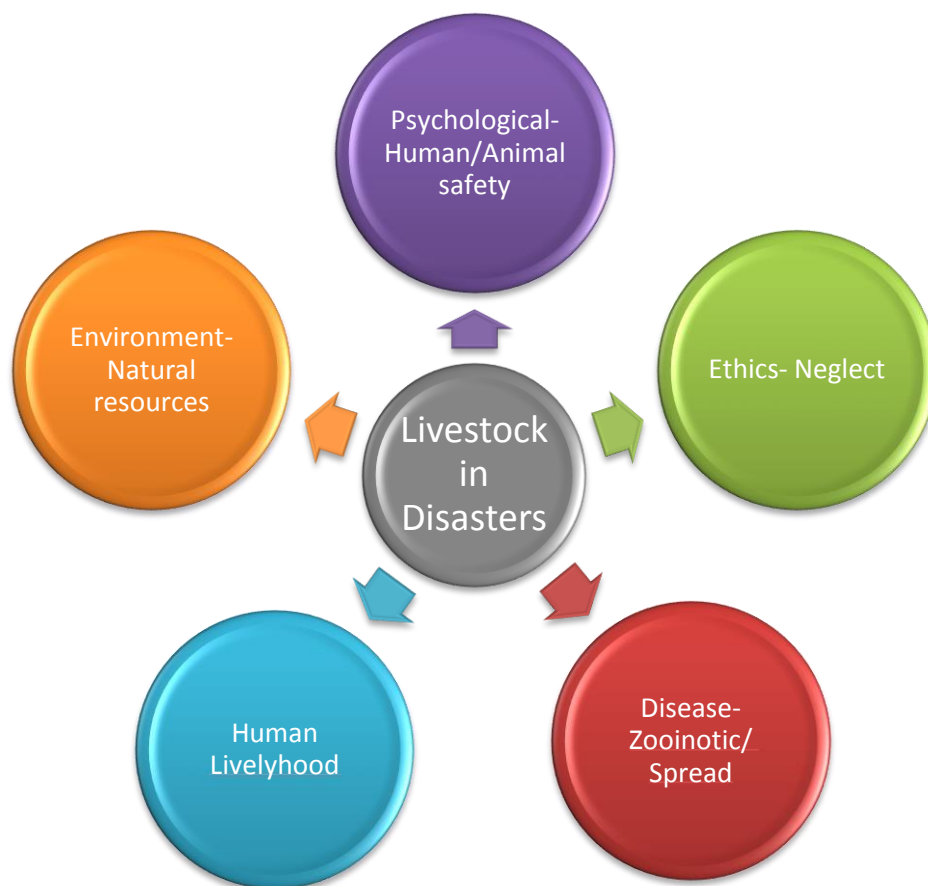 Psychological-
Human/Animal
safety
Environment-
Natural
resources
Ethics- Neglect
Livestock
in
Disasters
Human
Livelyhood
Disease-
Zooinotic/
Spread